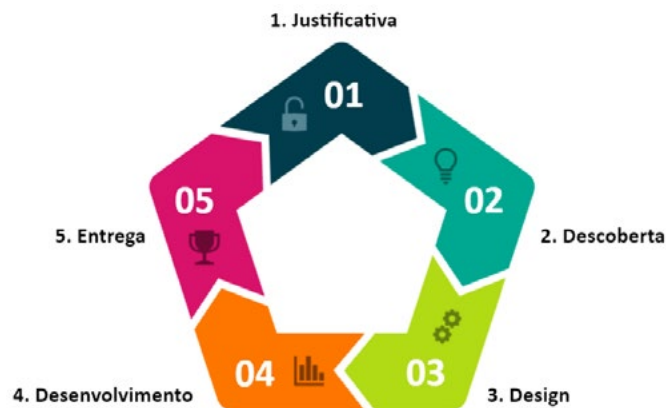 1. Justificativa
01
02
2. Descoberta
03
3. Design
04
4. Desenvolvimento
05
5. Entrega